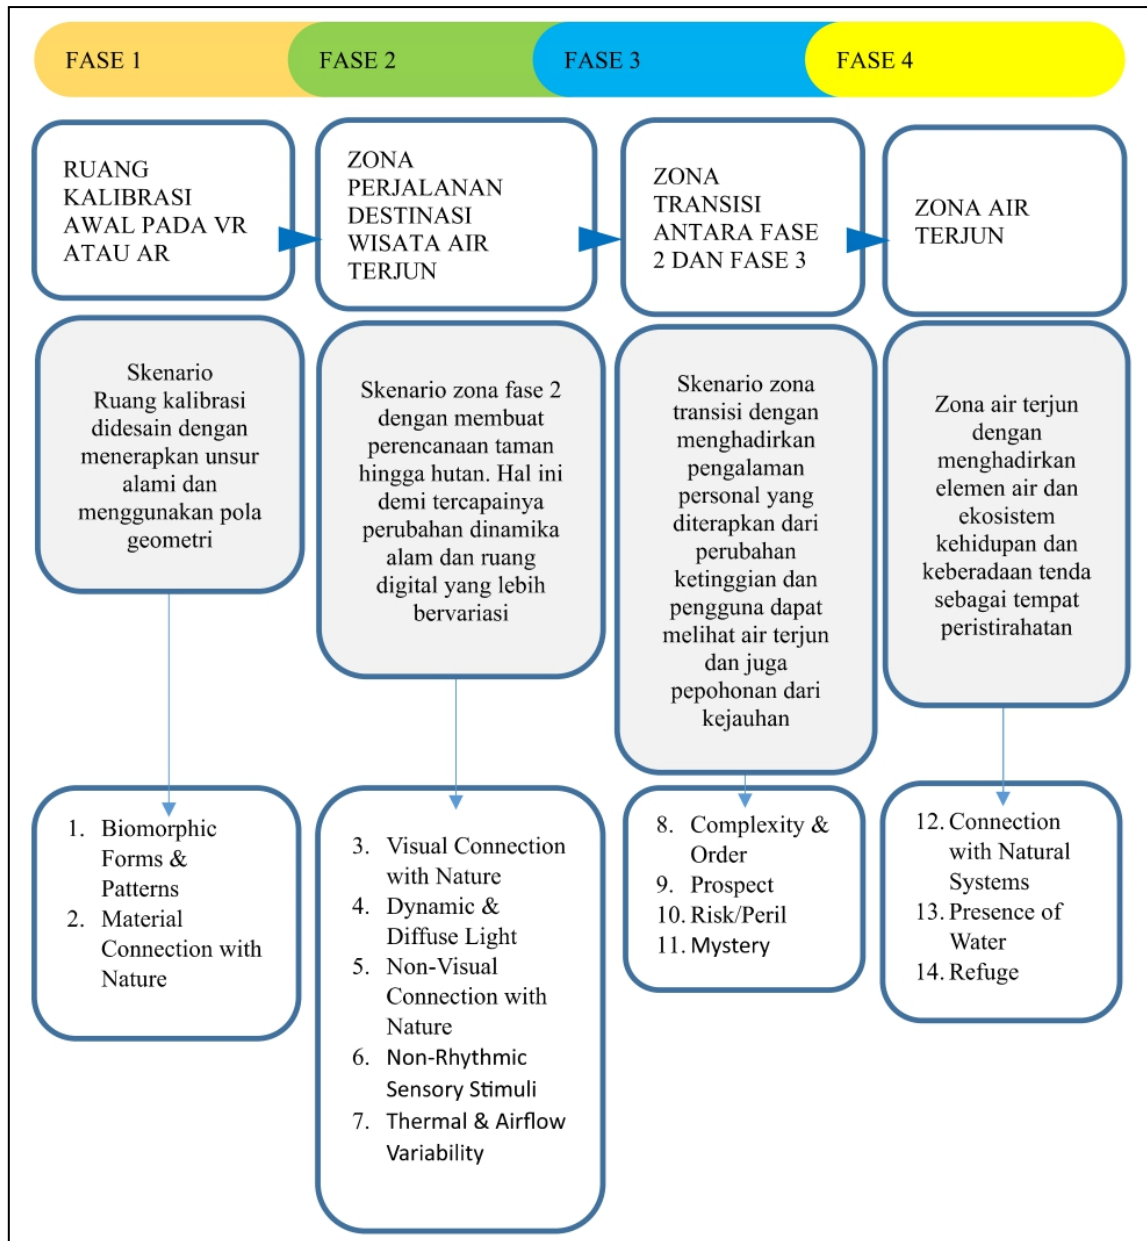 FASE 1
FASE 2
FASE 3
FASE 4
RUANG
KALIBRASI
AWAL PADA VR
ATAU AR
ZONA
PERJALANAN
DESTINASI
WISATA AIR
TERJUN
ZONA
TRANSISI
ANTARA FASE
2 DAN FASE 3
ZONA AIR
TERJUN
Skenario
Ruang kalibrasi
didesain dengan
menerapkan unsur
alami dan
menggunakan pola
geometri
Skenario zona fase 2
dengan membuat
perencanaan taman
hingga hutan. Hal ini
demi tercapainya
perubahan dinamika
alam dan ruang
digital yang lebih
bervariasi
Skenario zona
transisi dengan
menghadirkan
pengalaman
personal yang
diterapkan dari
perubahan
ketinggian dan
pengguna dapat
melihat air terjun
dan juga
pepohonan dari
kejauhan
Zona air terjun
dengan
menghadirkan
elemen air dan
ekosistem
kehidupan dan
keberadaan tenda
sebagai tempat
peristirahatan
1. Biomorphic
Forms &
Patterns
2. Material
Connection with
Nature
3. Visual Connection
with Nature
4. Dynamic &
Diffuse Light
5. Non-Visual
Connection with
Nature
6. Non-Rhythmic
Sensory Stimuli
7. Thermal & Airflow
Variability
8. Complexity &
Order
9. Prospect
10. Risk/Peril
11. Mystery
12. Connection
with Natural
Systems
13. Presence of
Water
14. Refuge